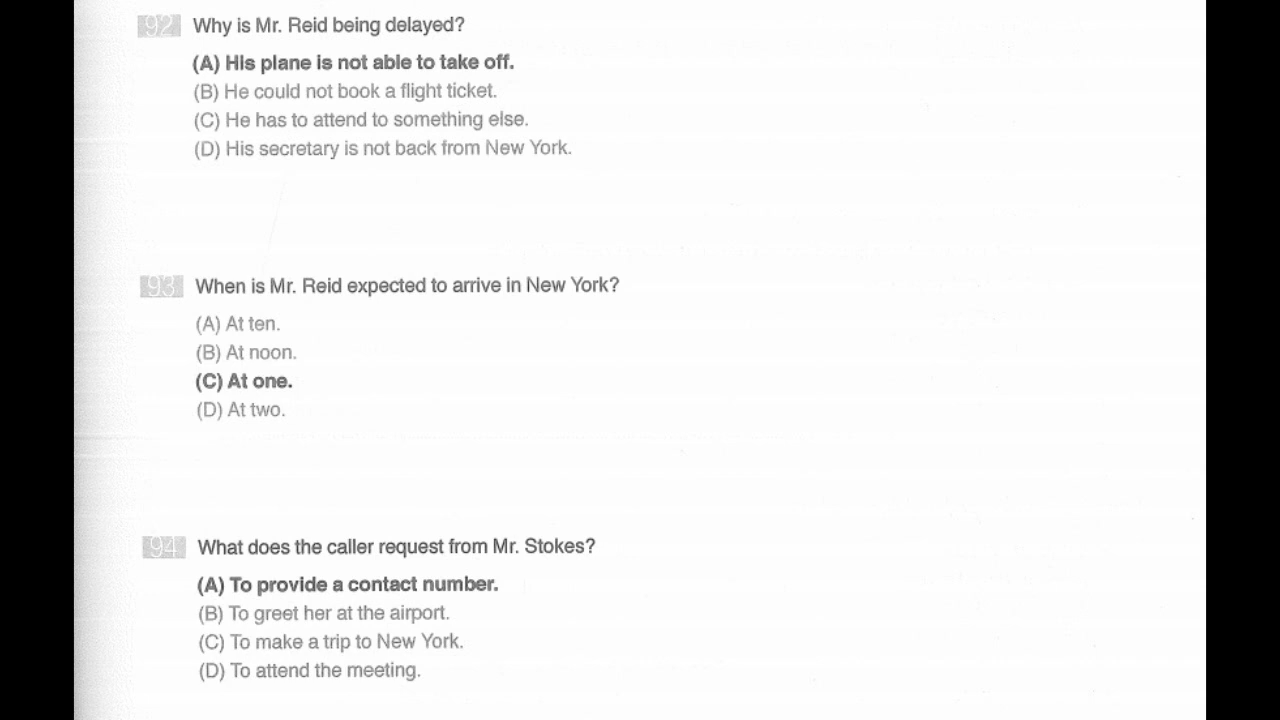 92 Why is Mr. Reid being delayed?
(A) His plane is not able to take off.
(B) He could not book a flight ticket.
(C) He has to attend to something else.
(D) His secretary is not back from New York.
93 When is Mr. Reid expected to arrive in New York?
(A) At ten.
(B) At noon.
(C) At one.
(D) At two.
94 What does the caller request from Mr. Stokes?
(A) To provide a contact number.
(B) To greet her at the airport.
(C) To make a trip to New York.
(D) To attend the meeting.